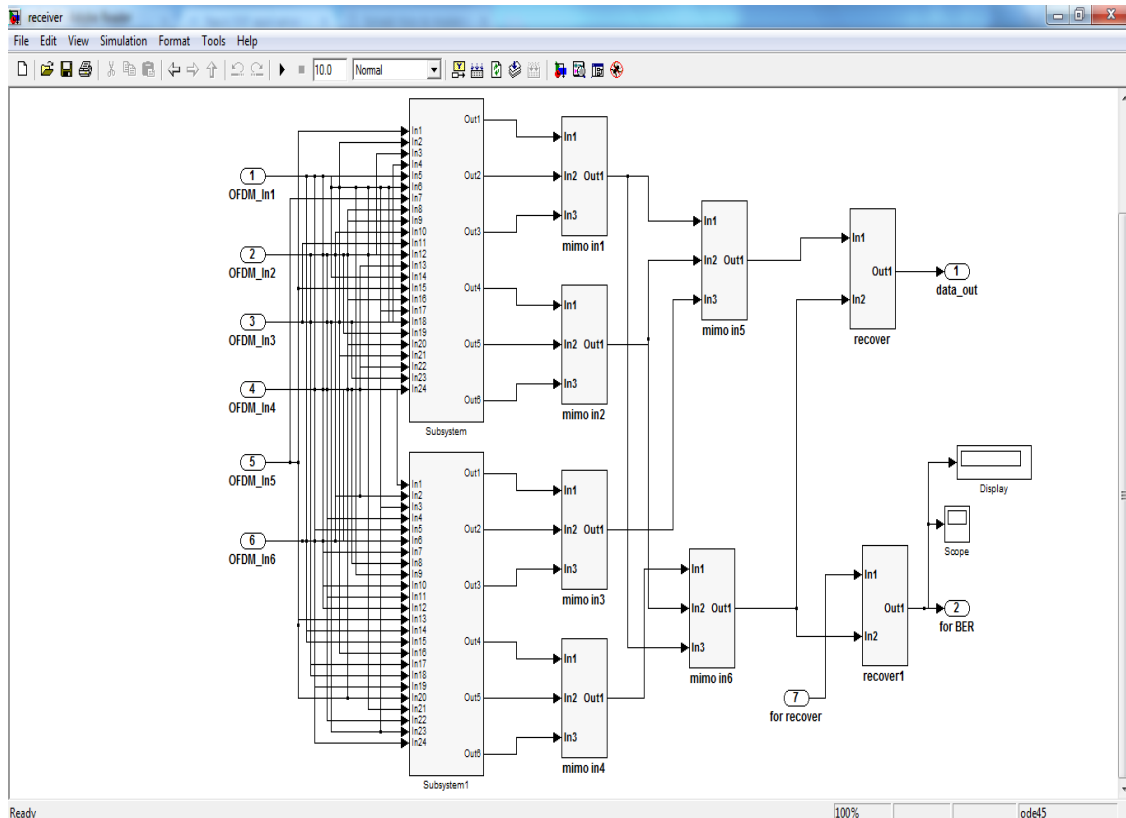 receiver
File Edit View Simulation Format Tools Help
10.0 Normal
1
OFDM_In1
2
OFDM_In2
3
OFDM_In3
4
OFDM_In4
5
OFDM_In5
6
OFDM_In6
In1
In2
In3
In4
In5
In6
In7
In8
In9
In10
In11
In12
In13
In14
In15
In16
In17
In18
In19
In20
In21
In22
In23
In24
Out1
Out2
Out3
Out4
Out5
Out6
Subsystem
In1
In2
In3
In4
In5
In6
In7
In8
In9
In10
In11
In12
In13
In14
In15
In16
In17
In18
In19
In20
In21
In22
In23
In24
Out1
Out2
Out3
Out4
Out5
Out6
Subsystem1
In1
In2 Out1
In3
mimo in1
In1
In2 Out1
In3
mimo in2
In1
In2 Out1
In3
mimo in3
In1
In2 Out1
In3
mimo in4
In1
In2 Out1
In3
mimo in5
In1
In2 Out1
In3
mimo in6
In1
Out1
In2
recover
1
data_out
Display
Scope
In1
Out1
In2
recover1
2
for BER
7
for recover
Ready 100% ode45